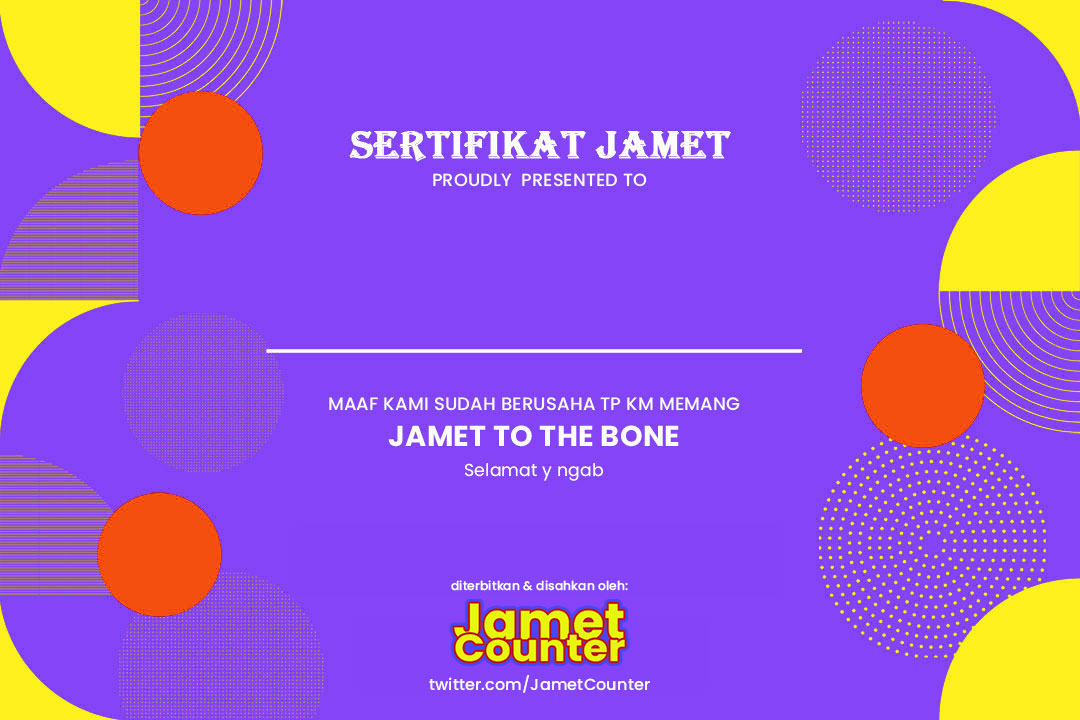 SERTIFIKAT JAMET
PROUDLY PRESENTED TO
MAAF KAMI SUDAH BERUSAHA TP KM MEMANG
JAMET TO THE BONE
Selamat y ngab
diterbitkan & disahkan oleh:
Jamet
Counter
twitter.com/JametCounter